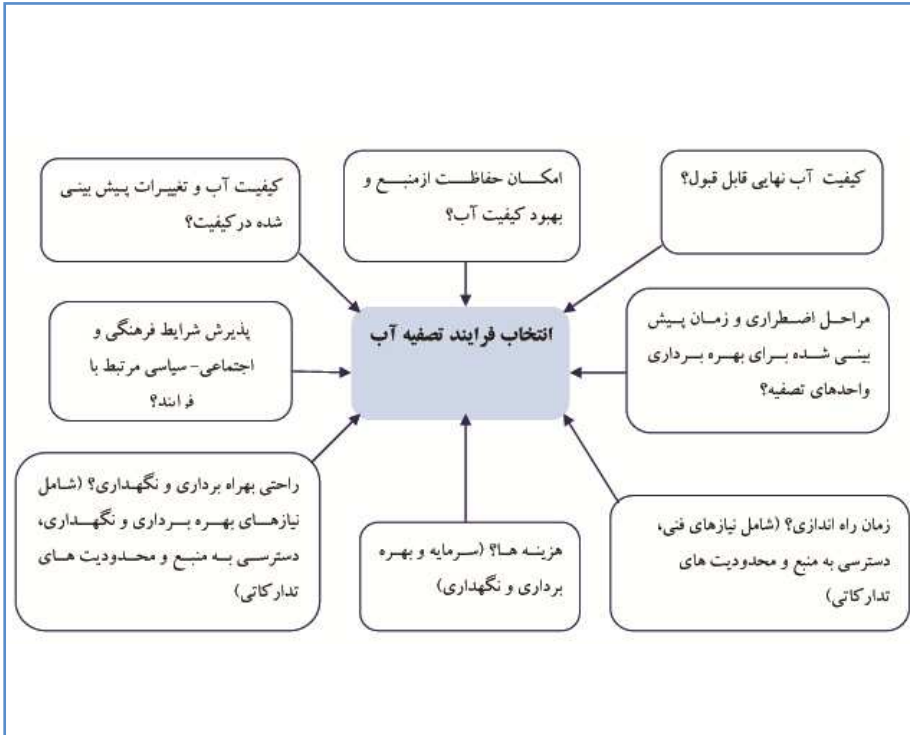 کیفیت آب نهایی قابل قبول؟
امکان حفاظت ازمنبع و
بهبود کیفیت آب؟
کیفیت آب و تغییرات پیش بینی
شده در کیفیت؟
مراحل اضطراری و زمان پیش
بینی شده برای بهره برداری
واحدهای تصفیه؟
انتخاب فرایند تصفیه آب
پذیرش شرایط فرهنگی و
اجتماعی- سیاسی مرتبط با
فرایند؟
زمان راه اندازی؟ (شامل نیازهای فنی،
دسترسی به منبع و محدودیت های
تدارکاتی)
هزینه ها؟ (سرمایه و بهره
برداری و نگهداری)
راحتی بهراه برداری و نگهداری؟ (شامل
نیازهای بهره برداری و نگهداری،
دسترسی به منبع و محدودیت های
تدارکاتی)